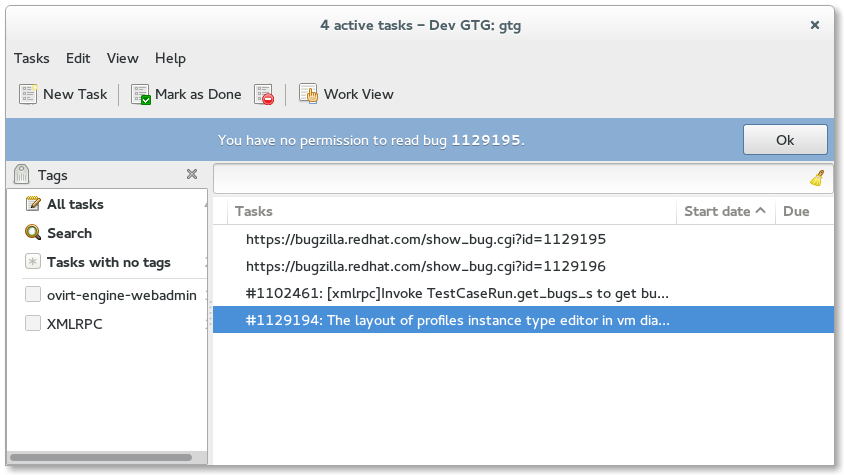 4 active tasks – Dev GTG: gtg
Tasks Edit View Help
New Task Mark as Done Work View
You have no permission to read bug 1129195.
Ok
Tags
All tasks
Search
Tasks with no tags
ovirt-engine-webadmin
XMLRPC
Tasks Start date Due
https://bugzilla.redhat.com/show_bug.cgi?id=1129195
https://bugzilla.redhat.com/show_bug.cgi?id=1129196
#1102461: [xmlrpc]Invoke TestCaseRun.get_bugs_s to get bu...
#1129194: The layout of profiles instance type editor in vm dia...